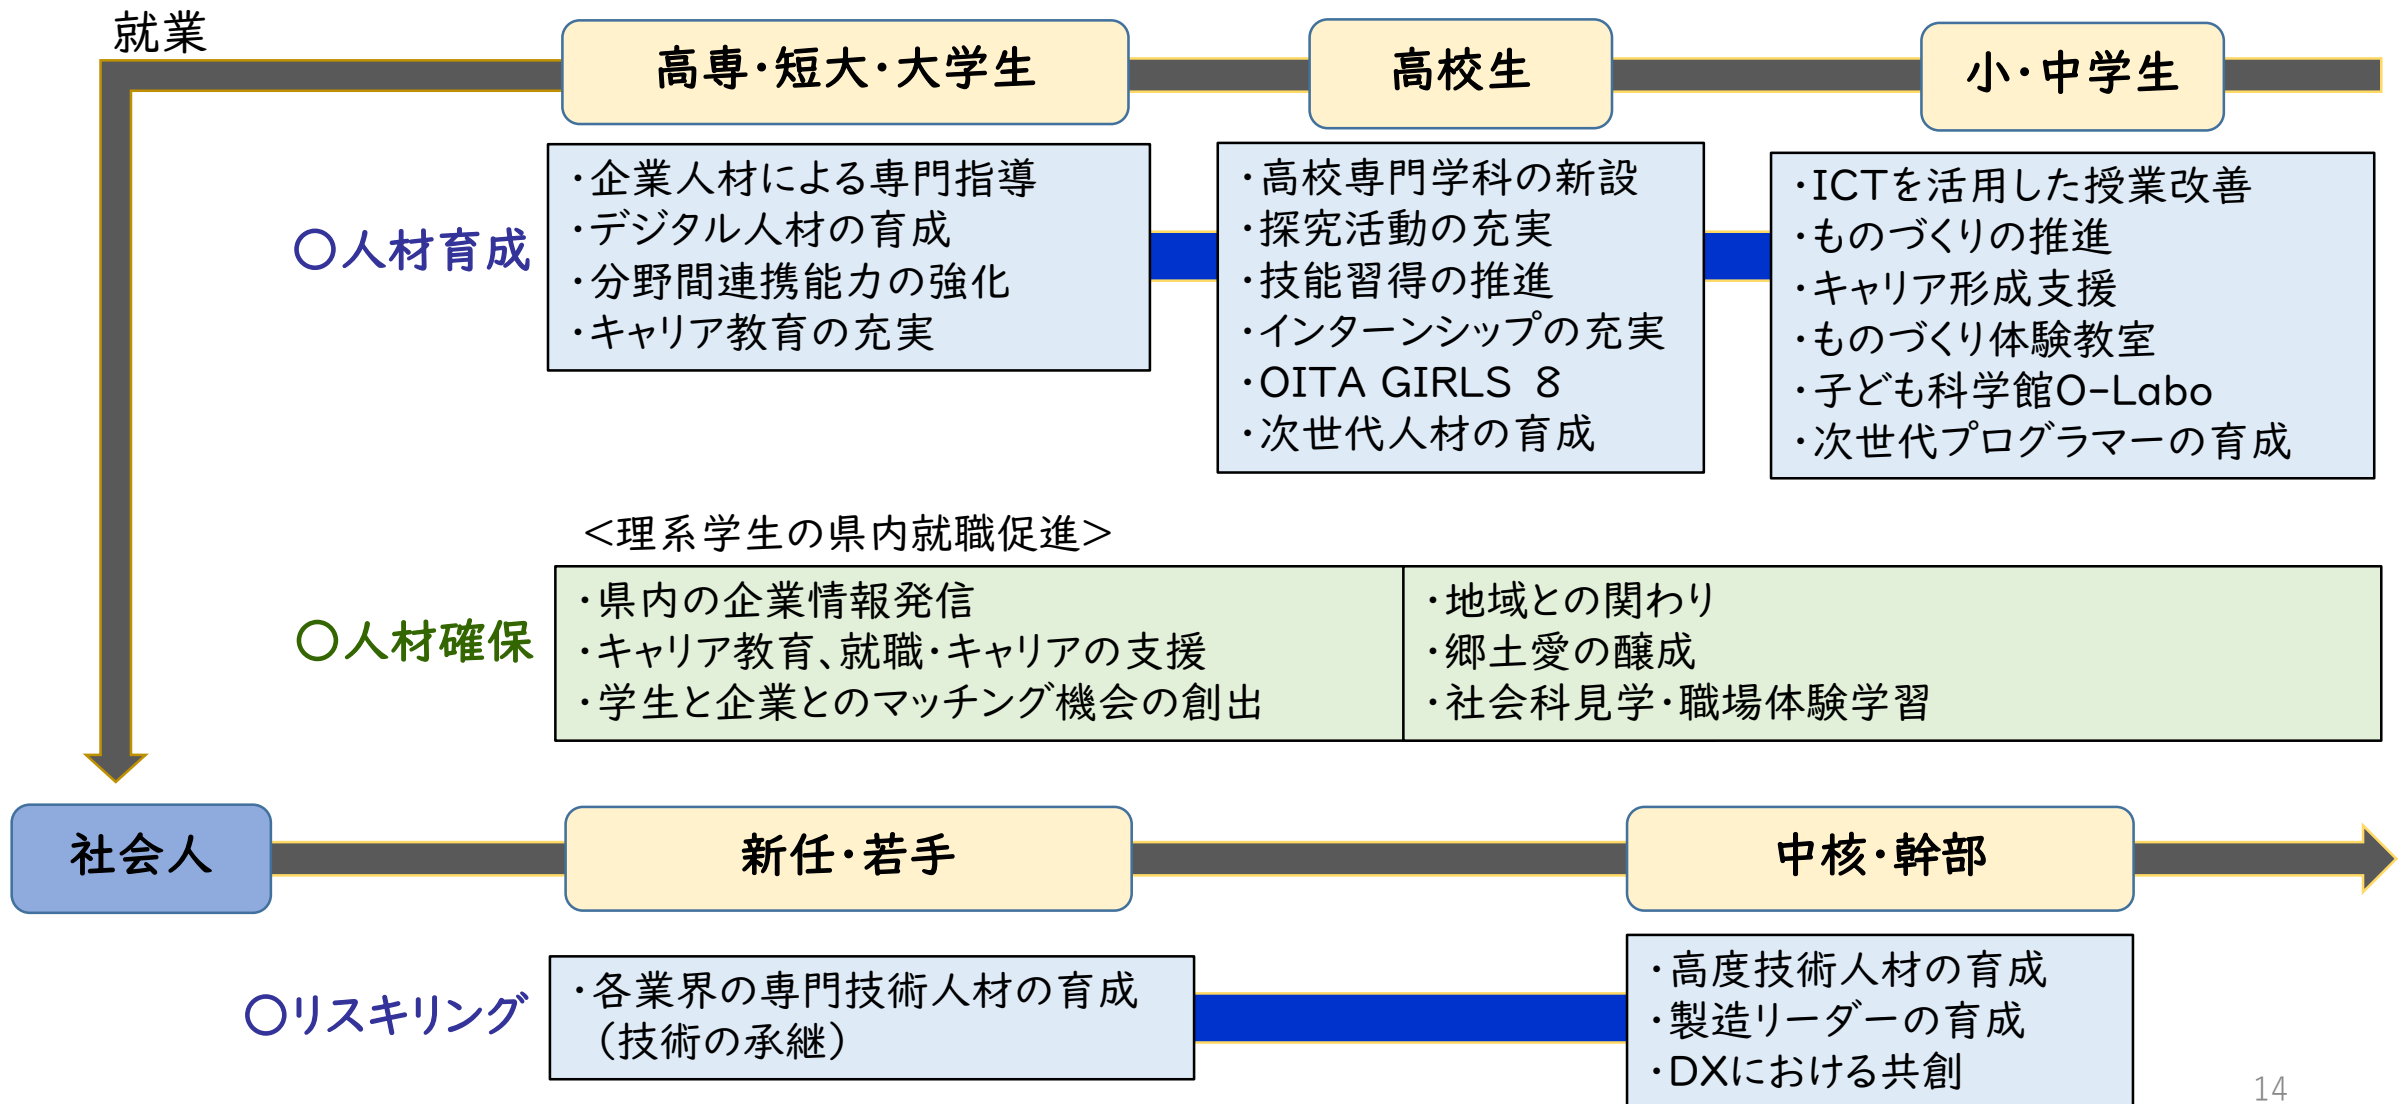 就業
高専・短大・大学生
高校生
小・中学生
○人材育成
・企業人材による専門指導
・デジタル人材の育成
・分野間連携能力の強化
・キャリア教育の充実
・高校専門学科の新設
・探究活動の充実
・技能習得の推進
・インターンシップの充実
・OITA GIRLS 8
・次世代人材の育成
・ICTを活用した授業改善
・ものづくりの推進
・キャリア形成支援
・ものづくり体験教室
・子ども科学館O-Labo
・次世代プログラマーの育成
<理系学生の県内就職促進>
○人材確保
・県内の企業情報発信
・キャリア教育、就職・キャリアの支援
・学生と企業とのマッチング機会の創出
・地域との関わり
・郷土愛の醸成
・社会科見学・職場体験学習
社会人
新任・若手
中核・幹部
○リスキリング
・各業界の専門技術人材の育成
（技術の承継）
・高度技術人材の育成
・製造リーダーの育成
・DXにおける共創
14